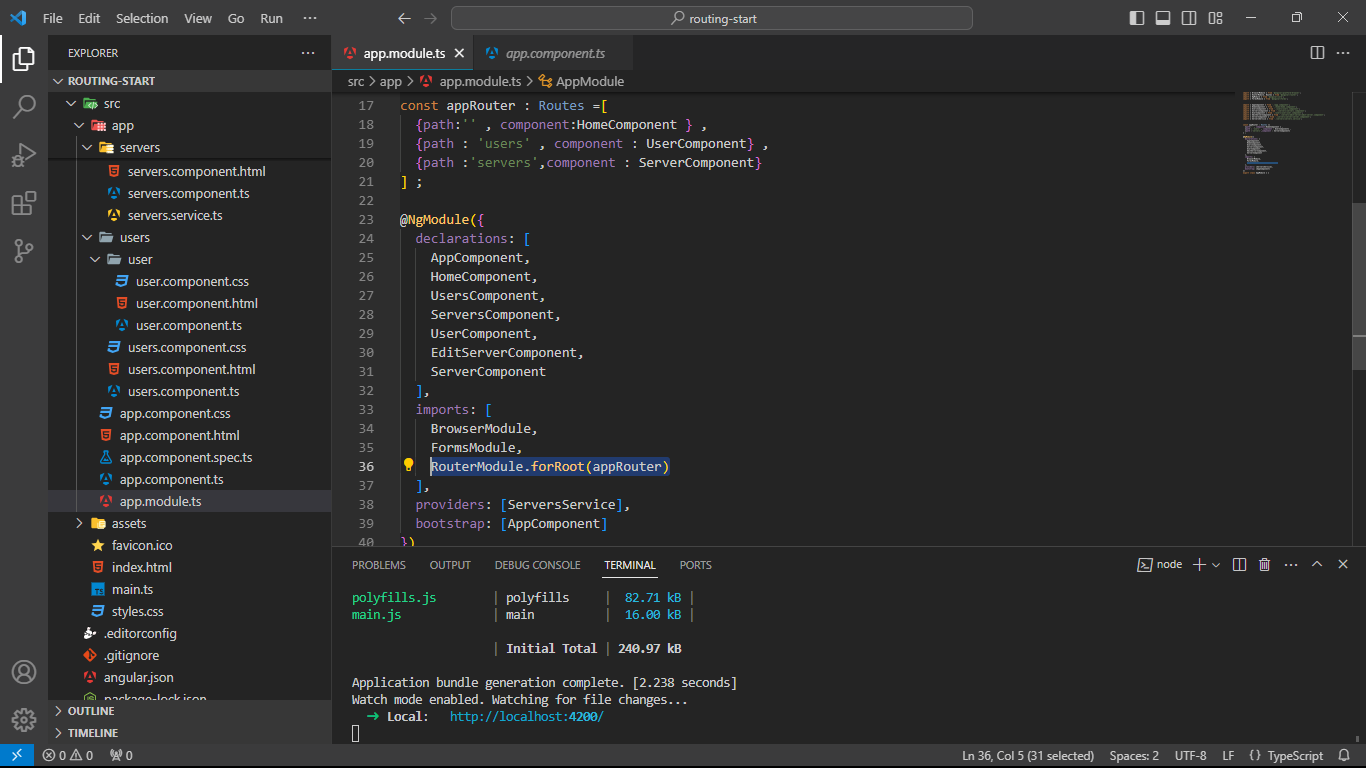 File Edit Selection View Go Run ···
routing-start
EXPLORER ···
ROUTING-START
src
app
servers
servers.component.html
servers.component.ts
servers.service.ts
users
user
user.component.css
user.component.html
user.component.ts
users.component.css
users.component.html
users.component.ts
app.component.css
app.component.html
app.component.spec.ts
app.component.ts
app.module.ts
assets
favicon.ico
index.html
main.ts
styles.css
.editorconfig
.gitignore
angular.json
package-lock.json
OUTLINE
TIMELINE
app.module.ts app.component.ts
src > app > app.module.ts > AppModule
17 const appRouter : Routes =[
18 {path:'' , component:HomeComponent } ,
19 {path : 'users' , component : UserComponent} ,
20 {path :'servers',component : ServerComponent}
21 ] ;
22
23 @NgModule({
24 declarations: [
25 AppComponent,
26 HomeComponent,
27 UsersComponent,
28 ServersComponent,
29 UserComponent,
30 EditServerComponent,
31 ServerComponent
32 ],
33 imports: [
34 BrowserModule,
35 FormsModule,
36 RouterModule.forRoot(appRouter)
37 ],
38 providers: [ServersService],
39 bootstrap: [AppComponent]
40 })
PROBLEMS OUTPUT DEBUG CONSOLE TERMINAL PORTS node
polyfills.js | polyfills | 82.71 kB |
main.js | main | 16.00 kB |
| Initial Total | 240.97 kB
Application bundle generation complete. [2.238 seconds]
Watch mode enabled. Watching for file changes...
➜ Local: http://localhost:4200/
0 0 0 Ln 36, Col 5 (31 selected) Spaces: 2 UTF-8 LF {} TypeScript